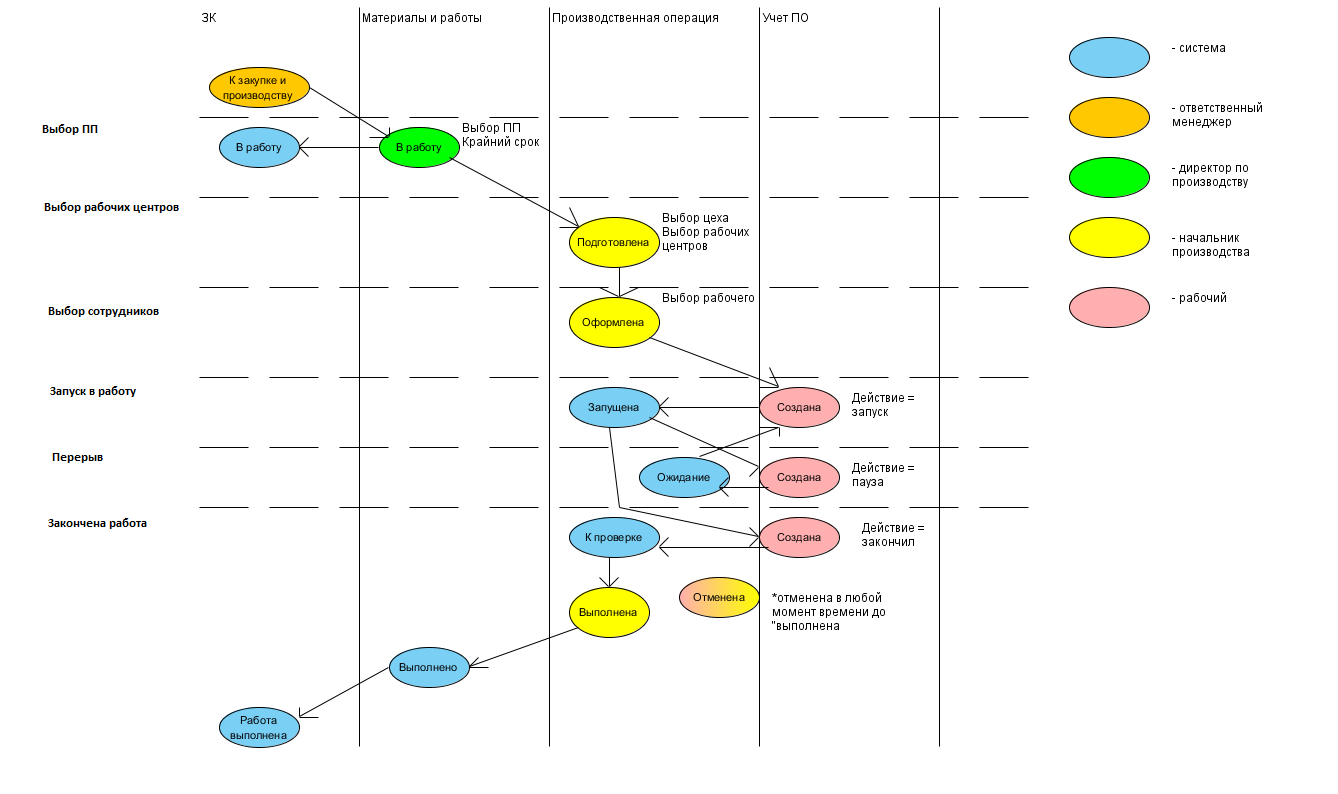 ЗК
Материалы и работы
Производственная операция
Учет ПО
- система
К закупке и
производству
- ответственный
менеджер
Выбор ПП
В работу
В работу
Выбор ПП
Крайний срок
- директор по
производству
Выбор рабочих центров
Подготовлена
Выбор цеха
Выбор рабочих
центров
- начальник
производства
Выбор сотрудников
Оформлена
Выбор рабочего
- рабочий
Запуск в работу
Запущена
Создана
Действие =
запуск
Перерыв
Ожидание
Создана
Действие =
пауза
Закончена работа
К проверке
Создана
Действие =
закончил
Отменена
*отменена в любой
момент времени до
"выполнена
Выполнена
Выполнено
Работа
выполнена